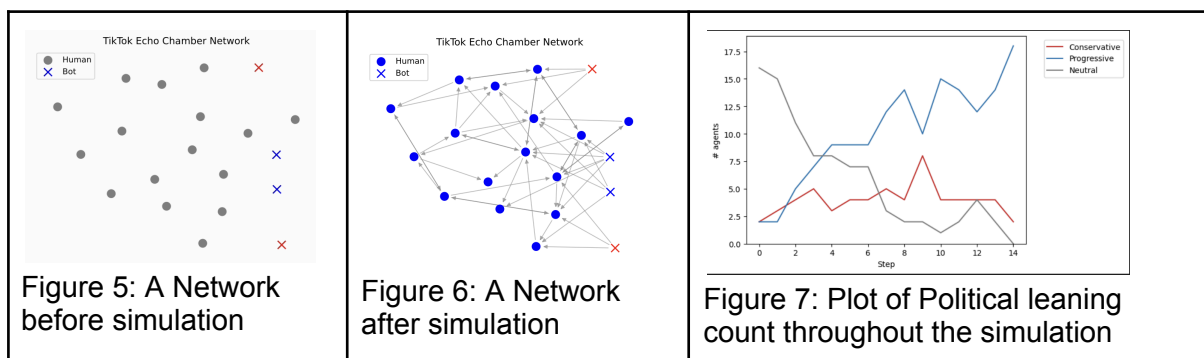 TikTok Echo Chamber Network
Human
Bot
Figure 5: A Network
before simulation
TikTok Echo Chamber Network
Human
Bot
Figure 6: A Network
after simulation
Conservative
Progressive
Neutral
17.5
15.0
12.5
10.0
7.5
5.0
2.5
0.0
# agents
0 2 4 6 8 10 12 14
Step
Figure 7: Plot of Political leaning
count throughout the simulation